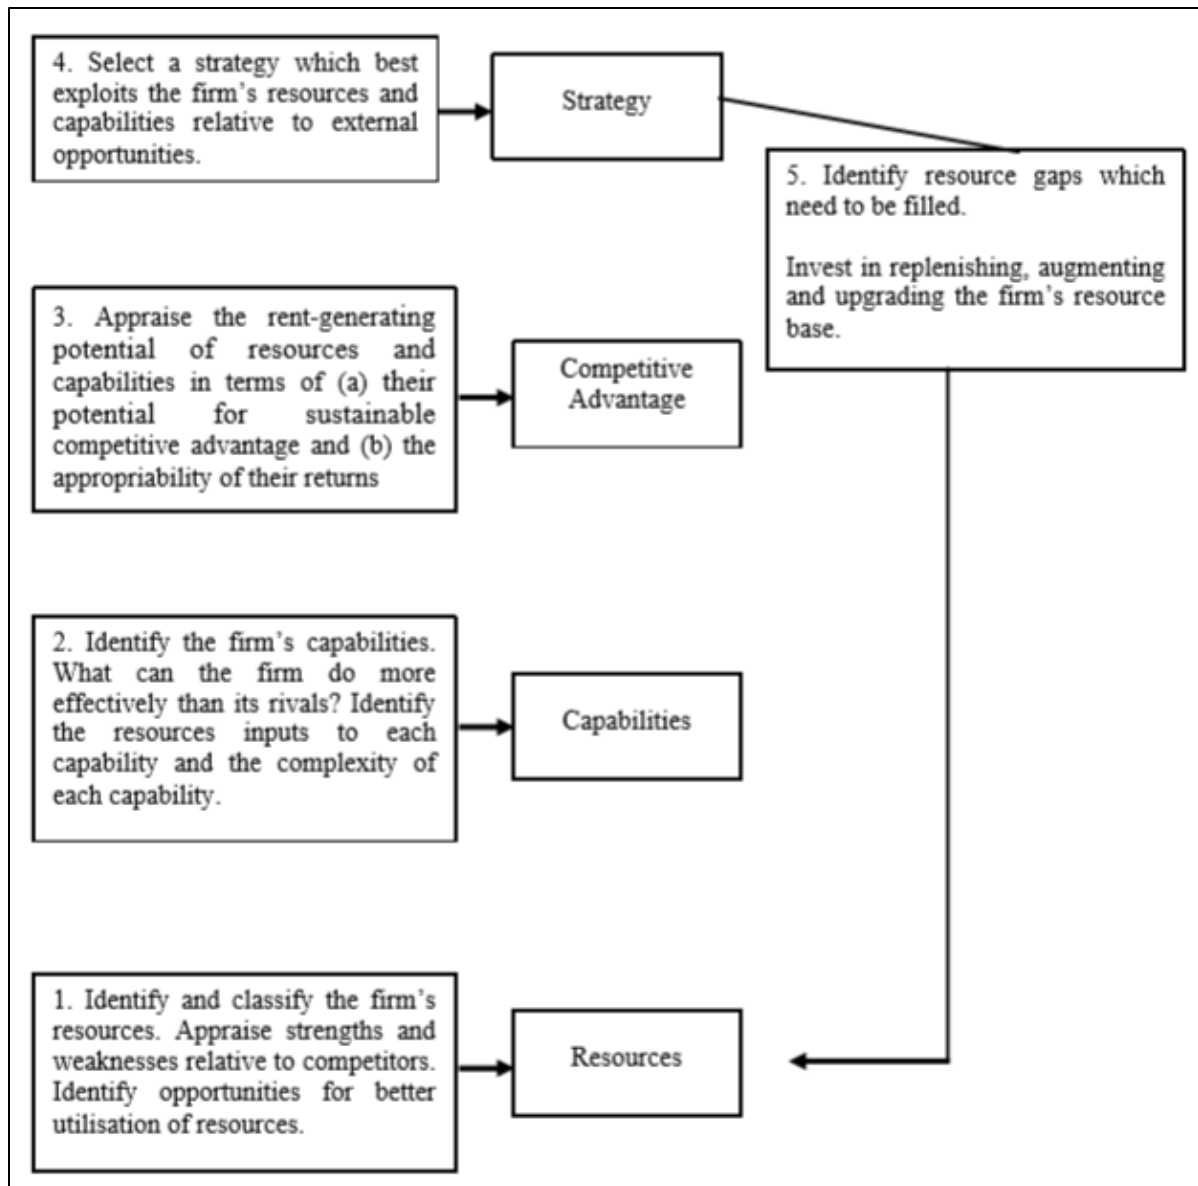 4. Select a strategy which best
exploits the firm's resources and
capabilities relative to external
opportunities.
Strategy
5. Identify resource gaps which
need to be filled.
Invest in replenishing, augmenting
and upgrading the firm's resource
base.
3. Appraise the rent-generating
potential of resources and
capabilities in terms of (a) their
potential for sustainable
competitive advantage and (b) the
appropriability of their returns
Competitive
Advantage
2. Identify the firm's capabilities.
What can the firm do more
effectively than its rivals? Identify
the resources inputs to each
capability and the complexity of
each capability.
Capabilities
1. Identify and classify the firm's
resources. Appraise strengths and
weaknesses relative to competitors.
Identify opportunities for better
utilisation of resources.
Resources